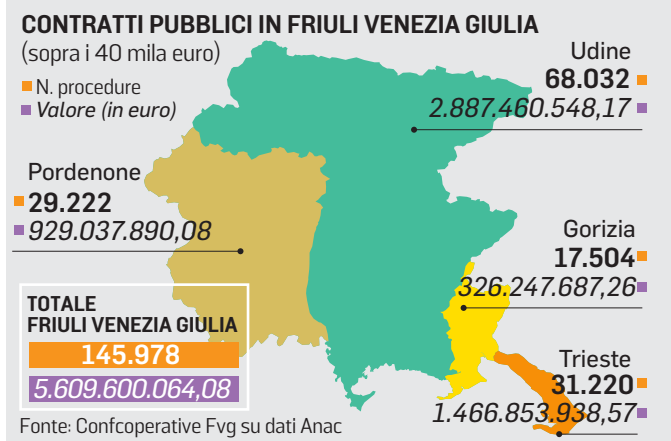 CONTRATTI PUBBLICI IN FRIULI VENEZIA GIULIA
(sopra i 40 mila euro)
N. procedure
Valore (in euro)
Udine
68.032
2.887.460.548,17
Pordenone
29.222
929.037.890,08
Gorizia
17.504
326.247.687,26
Trieste
31.220
1.466.853.938,57
TOTALE
FRIULI VENEZIA GIULIA
145.978
5.609.600.064,08
Fonte: Confcoperative Fvg su dati Anac